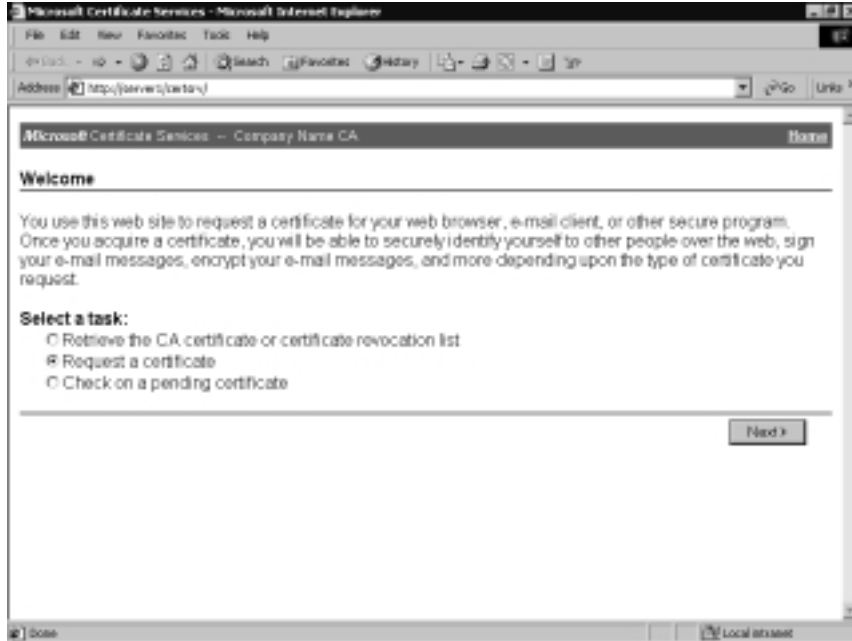 Microsoft Certificate Services - Microsoft Internet Explorer
File Edit View Favorites Tools Help
Back Search Favorites History
Address Go Links
Microsoft Certificate Services -- Company Name CA Home
Welcome
You use this web site to request a certificate for your web browser, e-mail client, or other secure program.
Once you acquire a certificate, you will be able to securely identify yourself to other people over the web, sign
your e-mail messages, encrypt your e-mail messages, and more depending upon the type of certificate you
request.
Select a task:
Retrieve the CA certificate or certificate revocation list
Request a certificate
Check on a pending certificate
Next >
Done Local intranet